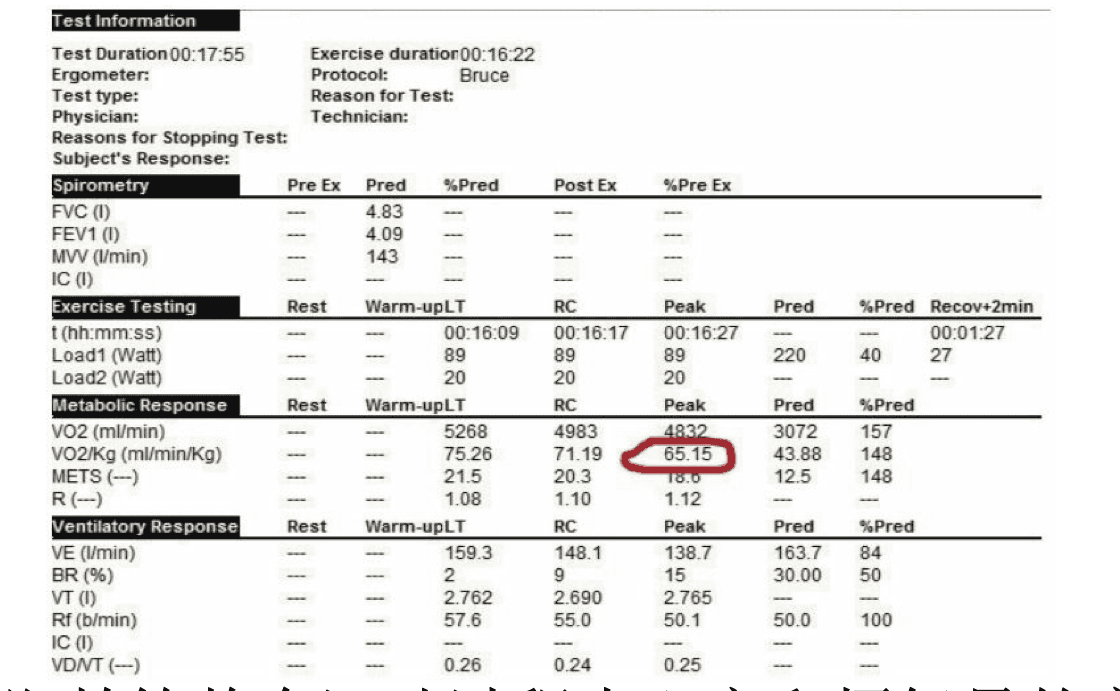 Test Information
Test Duration 00:17:55 Exercise duration 00:16:22
Ergometer: Protocol: Bruce
Test type: Reason for Test:
Physician: Technician:
Reasons for Stopping Test:
Subject's Response:
Spirometry Pre Ex Pred %Pred Post Ex %Pre Ex
FVC (l) --- 4.83 --- --- ---
FEV1 (l) --- 4.09 --- --- ---
MVV (l/min) --- 143 --- --- ---
IC (l) --- --- --- --- ---
Exercise Testing Rest Warm-up LT RC Peak Pred %Pred Recov+2min
t (hh:mm:ss) --- --- 00:16:09 00:16:17 00:16:27 --- --- 00:01:27
Load1 (Watt) --- --- 89 89 89 220 40 27
Load2 (Watt) --- --- 20 20 20 --- --- ---
Metabolic Response Rest Warm-up LT RC Peak Pred %Pred
VO2 (ml/min) --- --- 5268 4983 4832 3072 157
VO2/Kg (ml/min/Kg) --- --- 75.26 71.19 65.15 43.88 148
METS (---) --- --- 21.5 20.3 18.6 12.5 148
R (---) --- --- 1.08 1.10 1.12 --- ---
Ventilatory Response Rest Warm-up LT RC Peak Pred %Pred
VE (l/min) --- --- 159.3 148.1 138.7 163.7 84
BR (%) --- --- 2 9 15 30.00 50
VT (l) --- --- 2.762 2.690 2.765 --- ---
Rf (b/min) --- --- 57.6 55.0 50.1 50.0 100
IC (l) --- --- --- --- --- --- ---
VD/VT (---) --- --- 0.26 0.24 0.25 --- ---